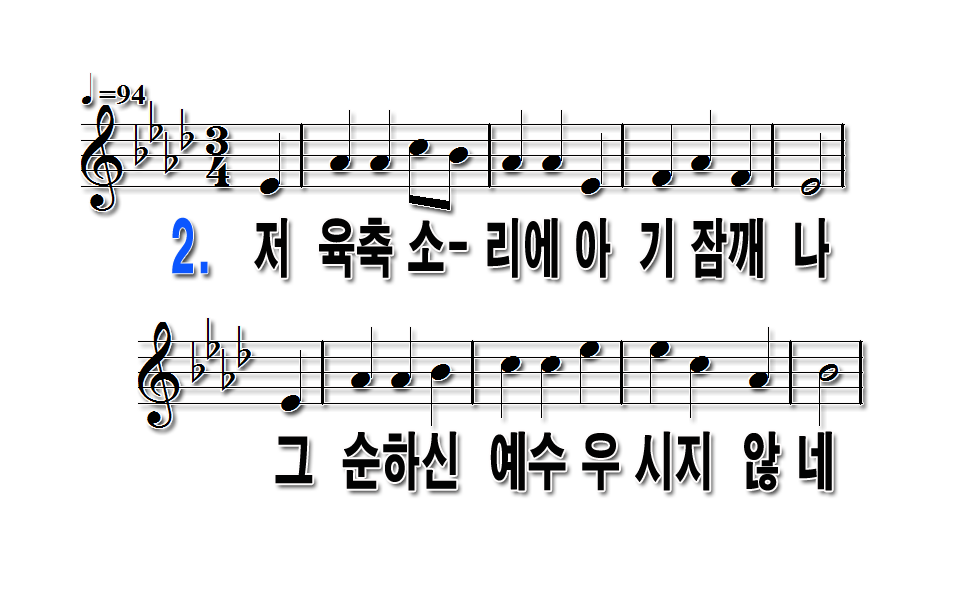 =94
2. 저 육축 소- 리에 아 기 잠깨 나
그 순하신 예수 우 시지 않 네